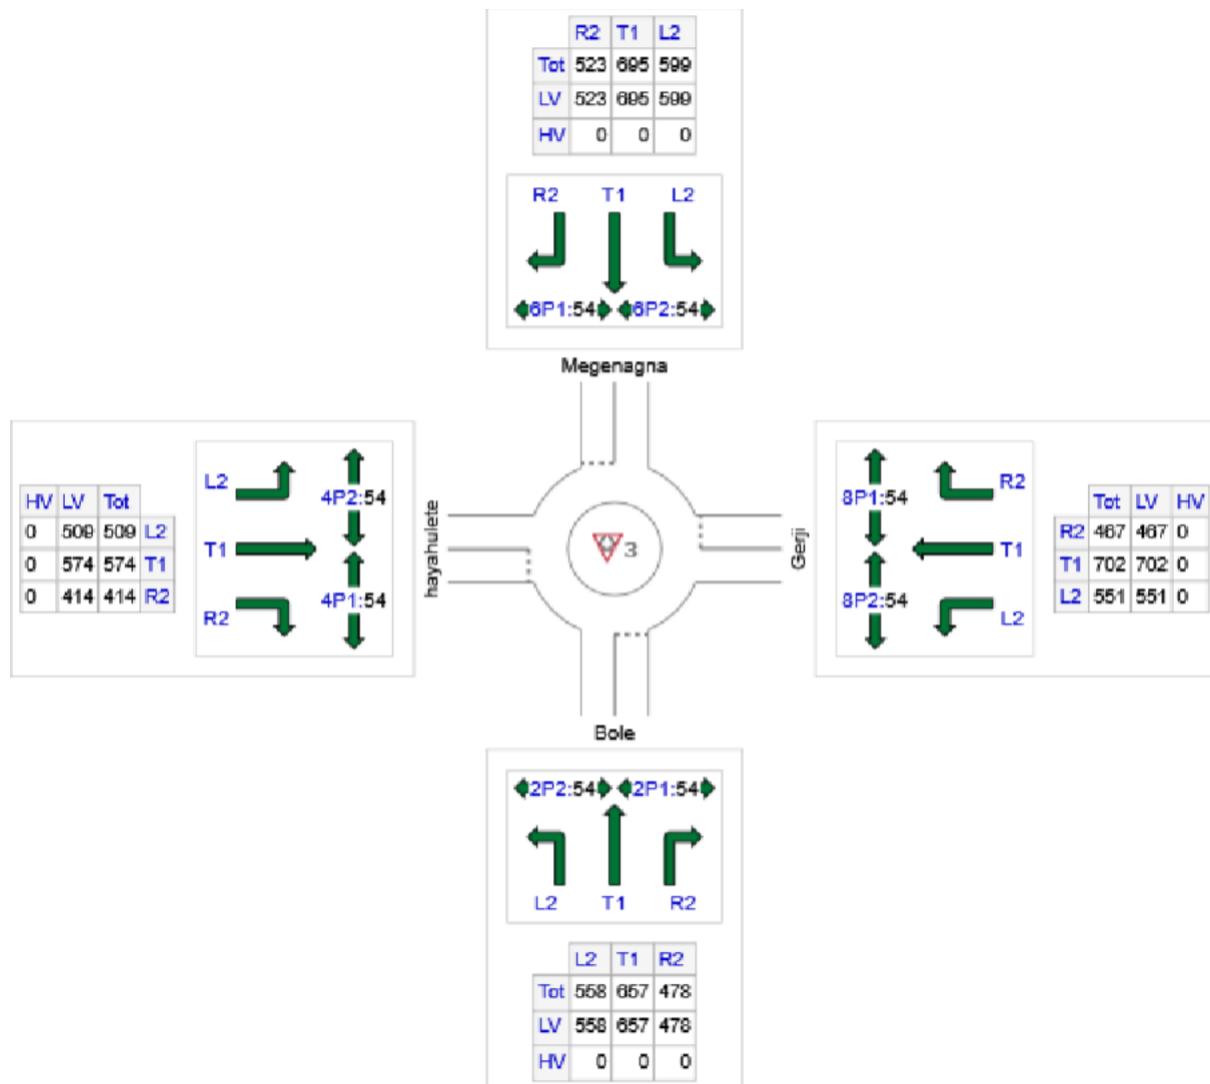 R2 T1 L2
Tot 523 695 599
LV 523 695 599
HV 0 0 0
R2 T1 L2
6P1:54 6P2:54
Megenagna
HV LV Tot
0 509 509 L2
0 574 574 T1
0 414 414 R2
L2
T1
R2
4P2:54
4P1:54
hayahulete
3
Gerji
8P1:54
8P2:54
R2
T1
L2
Tot LV HV
R2 467 467 0
T1 702 702 0
L2 551 551 0
Bole
2P2:54 2P1:54
L2 T1 R2
L2 T1 R2
Tot 558 657 478
LV 558 657 478
HV 0 0 0